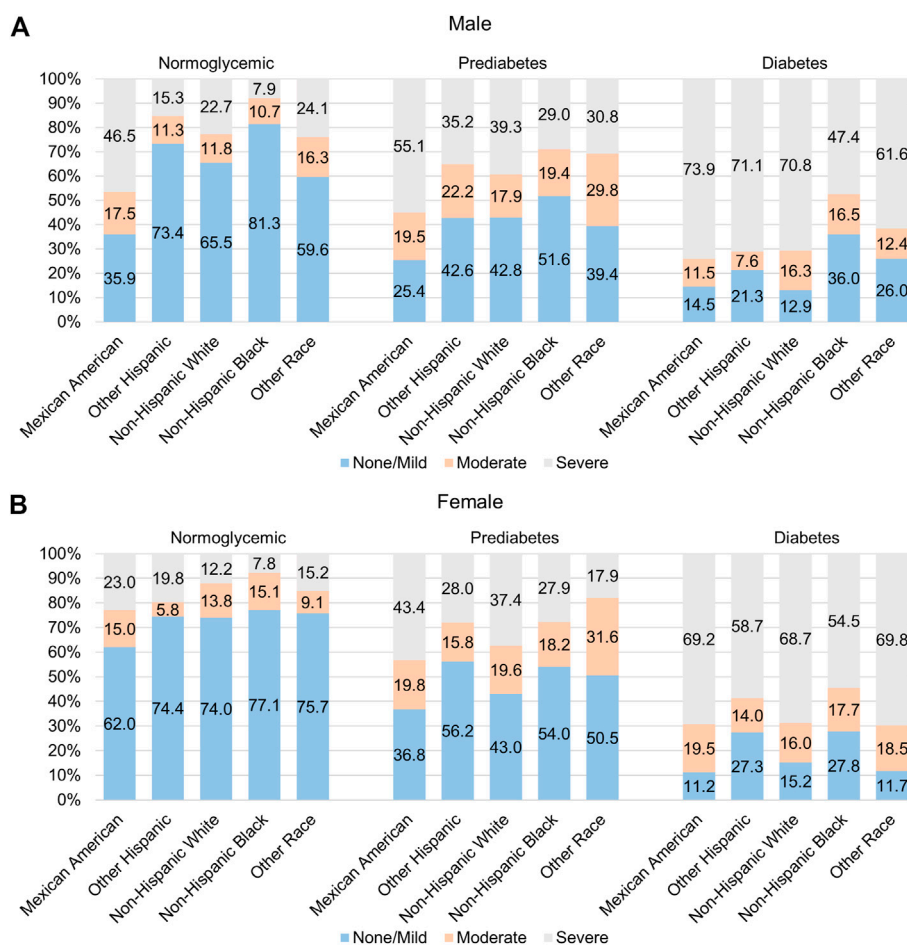 A
Male
Normoglycemic Prediabetes Diabetes
100%
90%
80%
70%
60%
50%
40%
30%
20%
10%
0%
46.5 15.3 22.7 7.9 24.1 55.1 35.2 39.3 29.0 30.8 73.9 71.1 70.8 47.4 61.6
17.5 11.3 11.8 10.7 16.3 19.5 22.2 17.9 19.4 29.8 11.5 7.6 16.3 16.5 12.4
35.9 73.4 65.5 81.3 59.6 25.4 42.6 42.8 51.6 39.4 14.5 21.3 12.9 36.0 26.0
Mexican American
Other Hispanic
Non-Hispanic White
Non-Hispanic Black
Other Race
Mexican American
Other Hispanic
Non-Hispanic White
Non-Hispanic Black
Other Race
Mexican American
Other Hispanic
Non-Hispanic White
Non-Hispanic Black
Other Race
None/Mild Moderate Severe
B
Female
Normoglycemic Prediabetes Diabetes
100%
90%
80%
70%
60%
50%
40%
30%
20%
10%
0%
23.0 19.8 12.2 7.8 15.2 43.4 28.0 37.4 27.9 17.9 69.2 58.7 68.7 54.5 69.8
15.0 5.8 13.8 15.1 9.1 19.8 15.8 19.6 18.2 31.6 19.5 14.0 16.0 17.7 18.5
62.0 74.4 74.0 77.1 75.7 36.8 56.2 43.0 54.0 50.5 11.2 27.3 15.2 27.8 11.7
Mexican American
Other Hispanic
Non-Hispanic White
Non-Hispanic Black
Other Race
Mexican American
Other Hispanic
Non-Hispanic White
Non-Hispanic Black
Other Race
Mexican American
Other Hispanic
Non-Hispanic White
Non-Hispanic Black
Other Race
None/Mild Moderate Severe